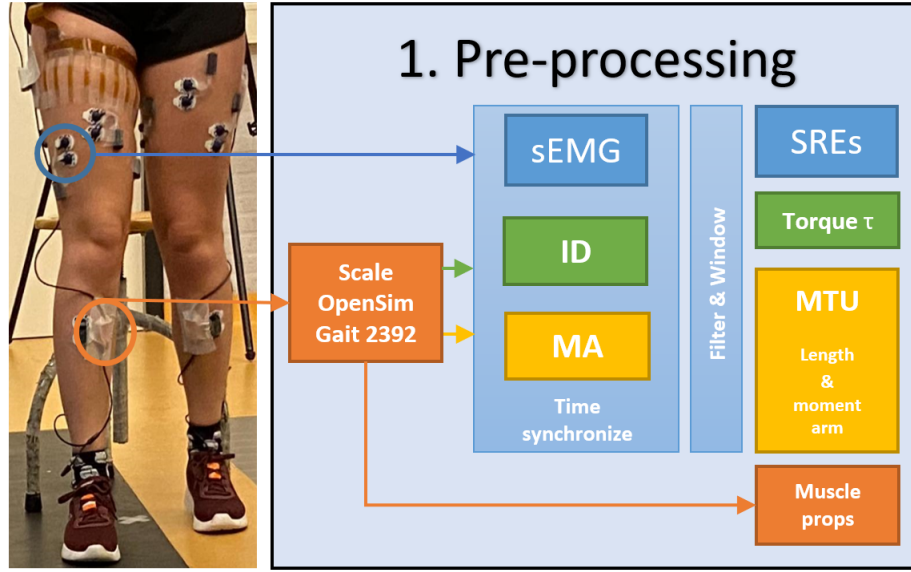 1. Pre-processing
sEMG
ID
MA
Time
synchronize
Scale
OpenSim
Gait 2392
Filter & Window
SREs
Torque τ
MTU
Length
&
moment
arm
Muscle
props